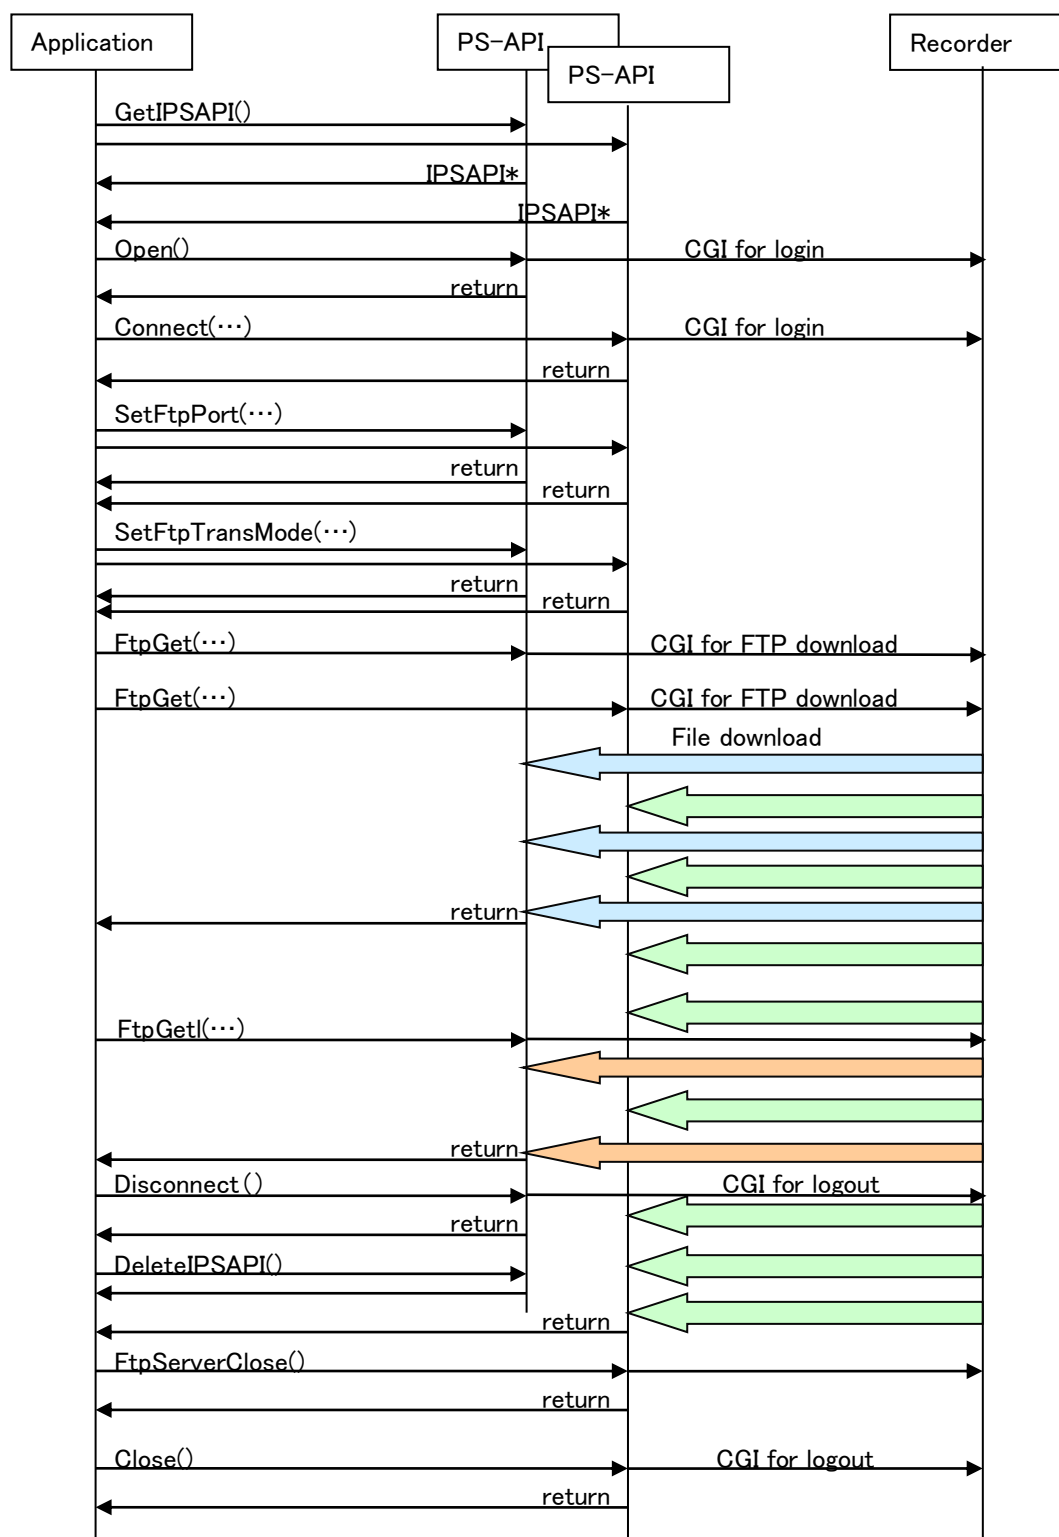 Application
PS-API
PS-API
Recorder
GetIPSAPI()
IPSAPI*
IPSAPI*
Open()
CGI for login
return
Connect(…)
CGI for login
return
SetFtpPort(…)
return
return
SetFtpTransMode(…)
return
return
FtpGet(…)
CGI for FTP download
FtpGet(…)
CGI for FTP download
File download
return
FtpGetl(…)
return
Disconnect()
CGI for logout
return
DeleteIPSAPI()
return
FtpServerClose()
return
Close()
CGI for logout
return